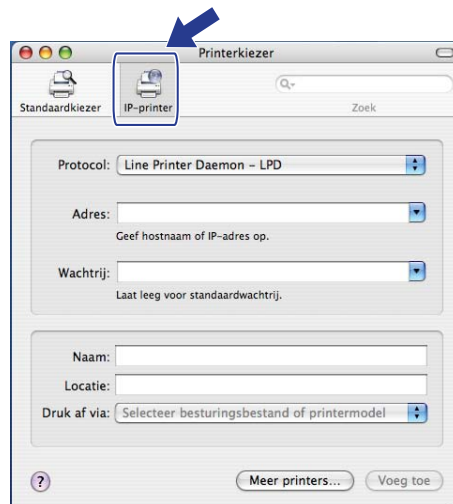 Printerkiezer
Standaardkiezer
IP-printer
Zoek
Protocol: Line Printer Daemon – LPD
Adres:
Geef hostnaam of IP-adres op.
Wachtrij:
Laat leeg voor standaardwachtrij.
Naam:
Locatie:
Druk af via: Selecteer besturingsbestand of printermodel
? Meer printers... Voeg toe